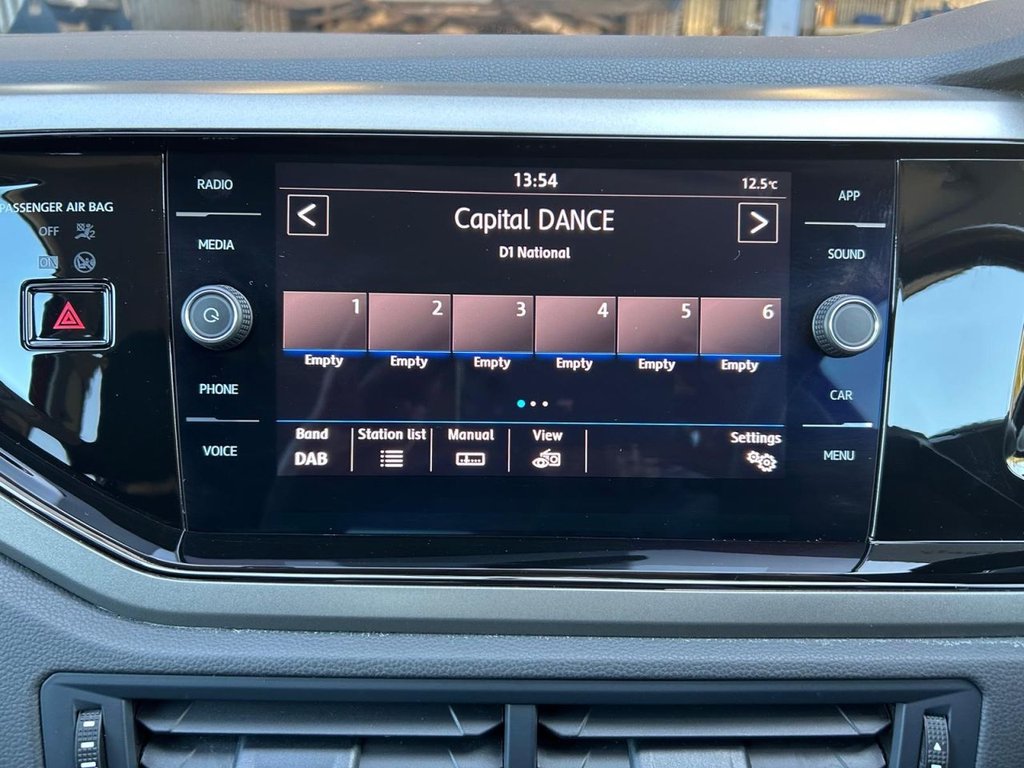 13:54 12.5°C
Capital DANCE
D1 National
1 2 3 4 5 6
Empty Empty Empty Empty Empty Empty
Band Station list Manual View Settings
DAB
RADIO
MEDIA
PHONE
VOICE
APP
SOUND
CAR
MENU
PASSENGER AIR BAG
OFF
ON